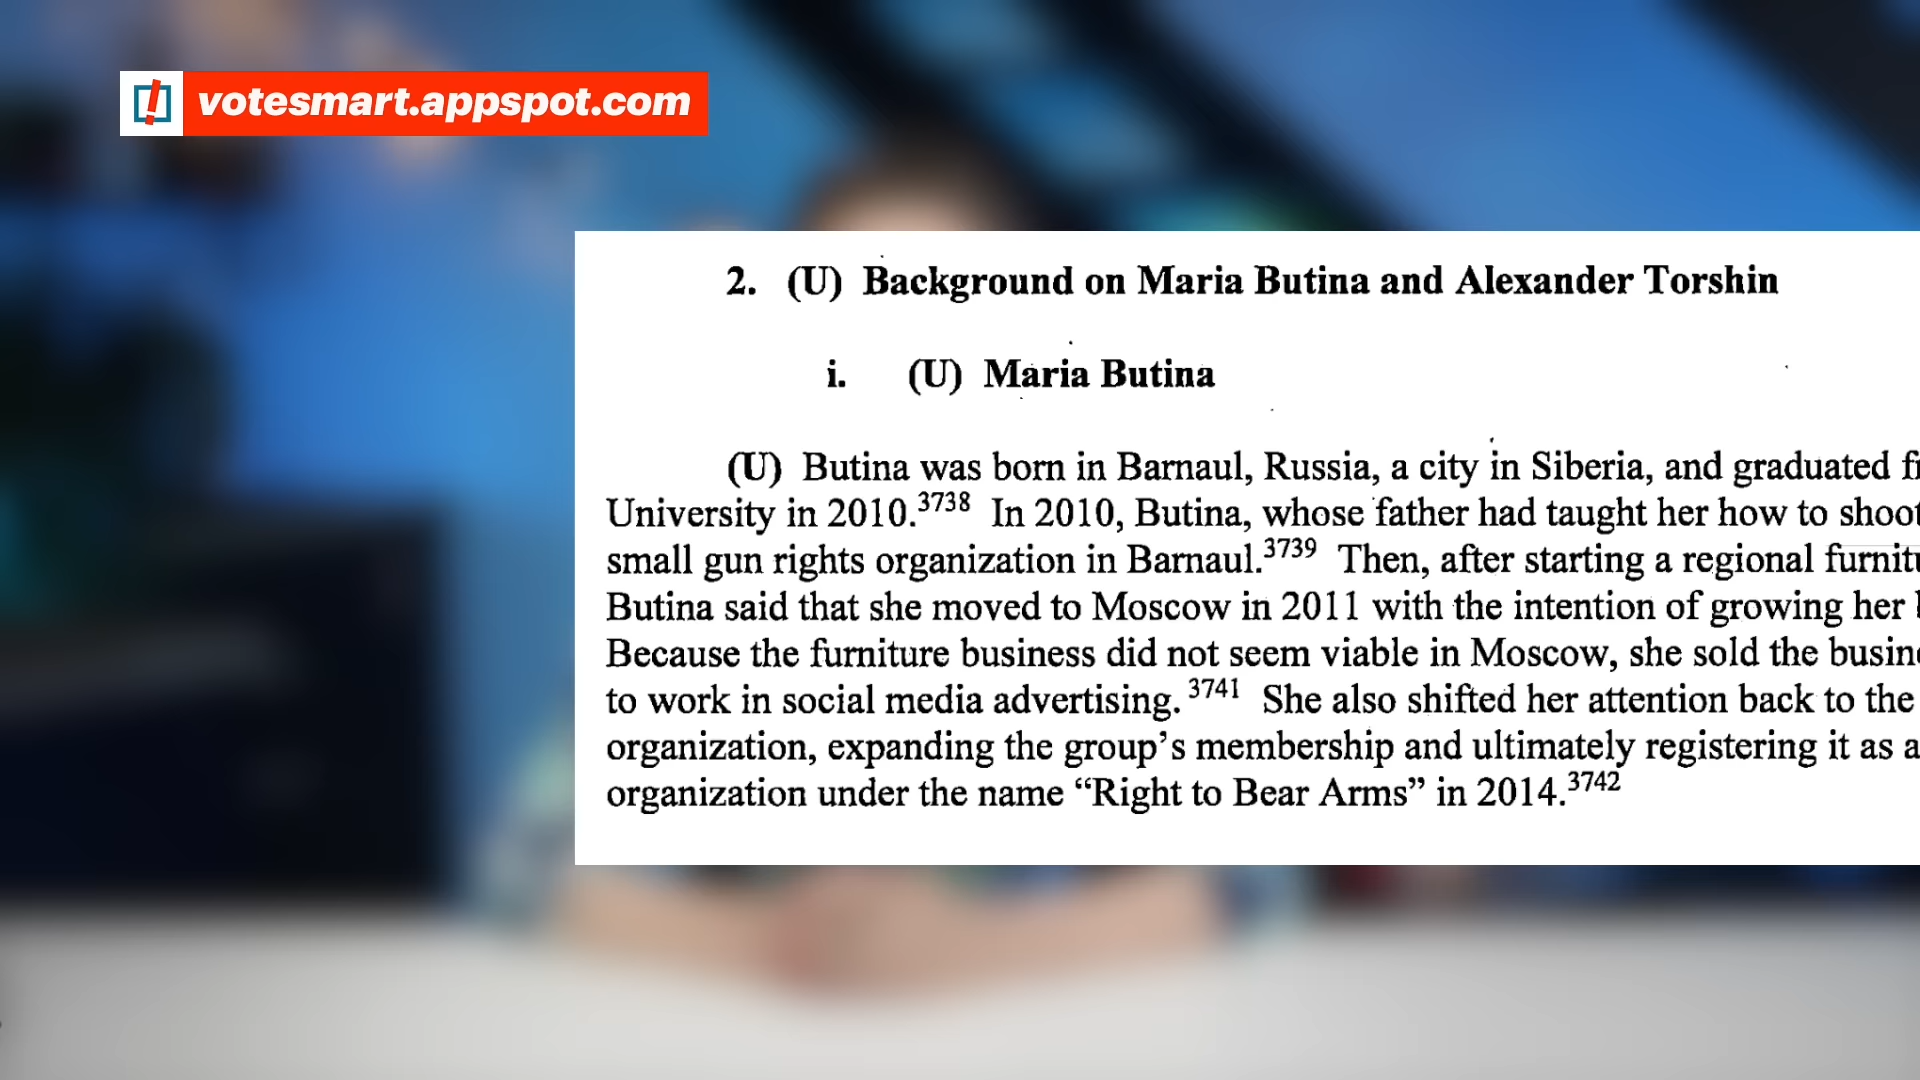 votesmart.appspot.com
2. (U) Background on Maria Butina and Alexander Torshin
i. (U) Maria Butina
(U) Butina was born in Barnaul, Russia, a city in Siberia, and graduated
University in 2010.3738 In 2010, Butina, whose father had taught her how to shoot
small gun rights organization in Barnaul.3739 Then, after starting a regional
Butina said that she moved to Moscow in 2011 with the intention of growing her
Because the furniture business did not seem viable in Moscow, she sold the
to work in social media advertising.3741 She also shifted her attention back to the
organization, expanding the group's membership and ultimately registering it as a
organization under the name “Right to Bear Arms” in 2014.3742